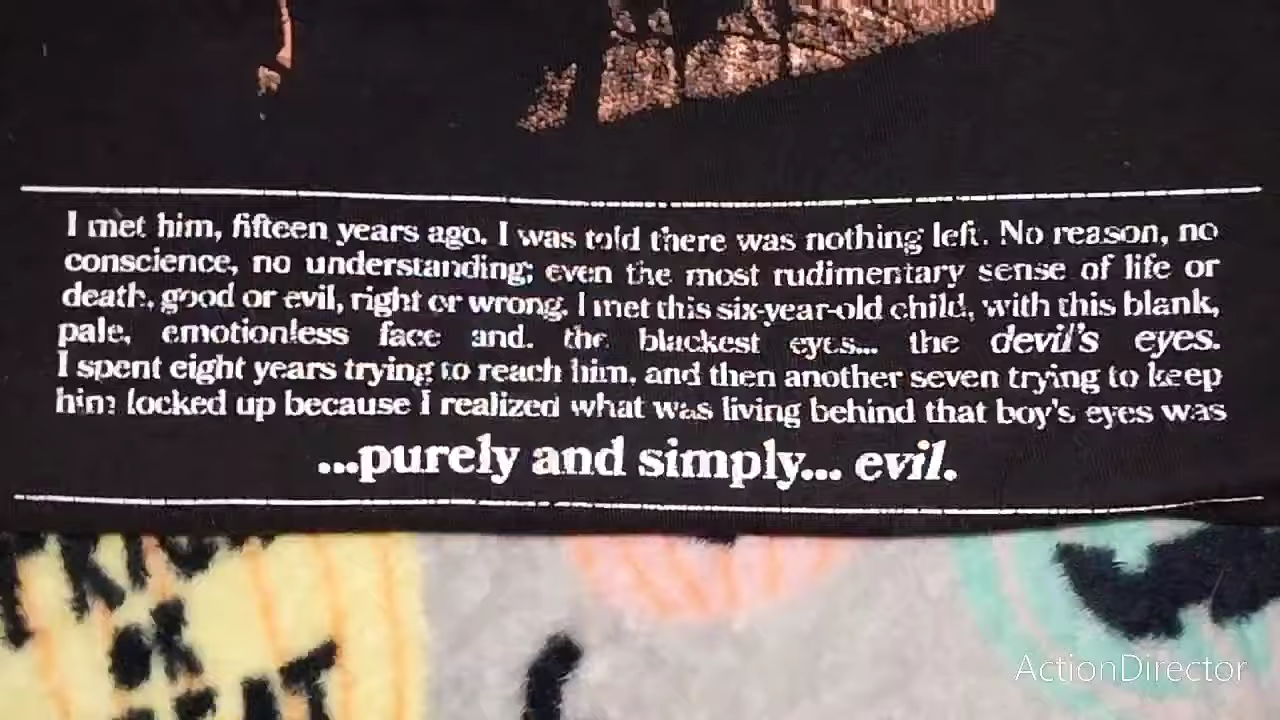 I met him, fifteen years ago. I was told there was nothing left. No reason, no
conscience, no understanding; even the most rudimentary sense of life or
death, good or evil, right or wrong. I met this six-year-old child, with this blank,
pale, emotionless face and. the blackest eyes... the devil's eyes.
I spent eight years trying to reach him, and then another seven trying to keep
him locked up because I realized what was living behind that boy's eyes was
...purely and simply... evil.
ActionDirector